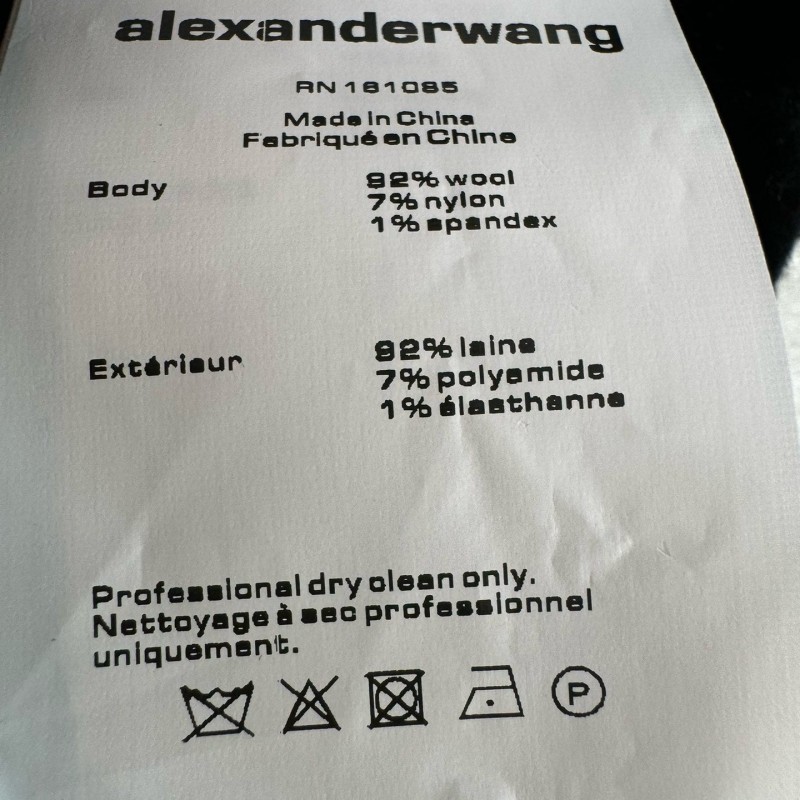 alexanderwang
RN 161085
Made in China
Fabriqué en Chine
Body
92% wool
7% nylon
1% spandex
Extérieur
92% laine
7% polyamide
1% élasthanne
Professional dry clean only.
Nettoyage à sec professionnel
uniquement.
P